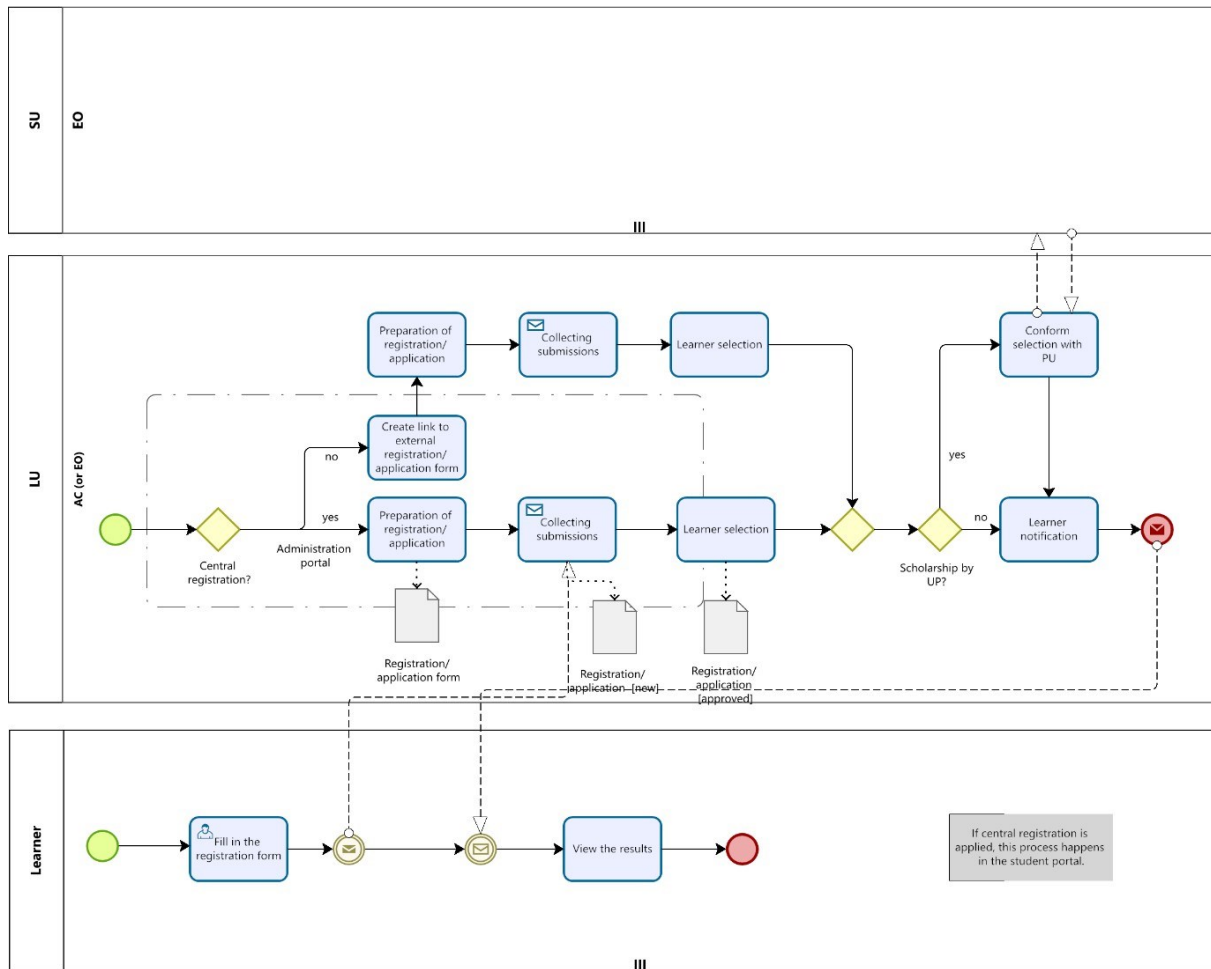 SU
EO
LU
AC (or EO)
Preparation of
registration/
application
Collecting
submissions
Learner selection
Conform
selection with
PU
Create link to
external
registration/
application form
no
yes
Central
registration?
yes
Administration
portal
Preparation of
registration/
application
Collecting
submissions
Learner selection
Scholarship by
UP?
no
Learner
notification
Registration/
application form
Registration/
application [new]
Registration/
application
[approved]
Learner
Fill in the
registration form
View the results
If central registration is
applied, this process happens
in the student portal.